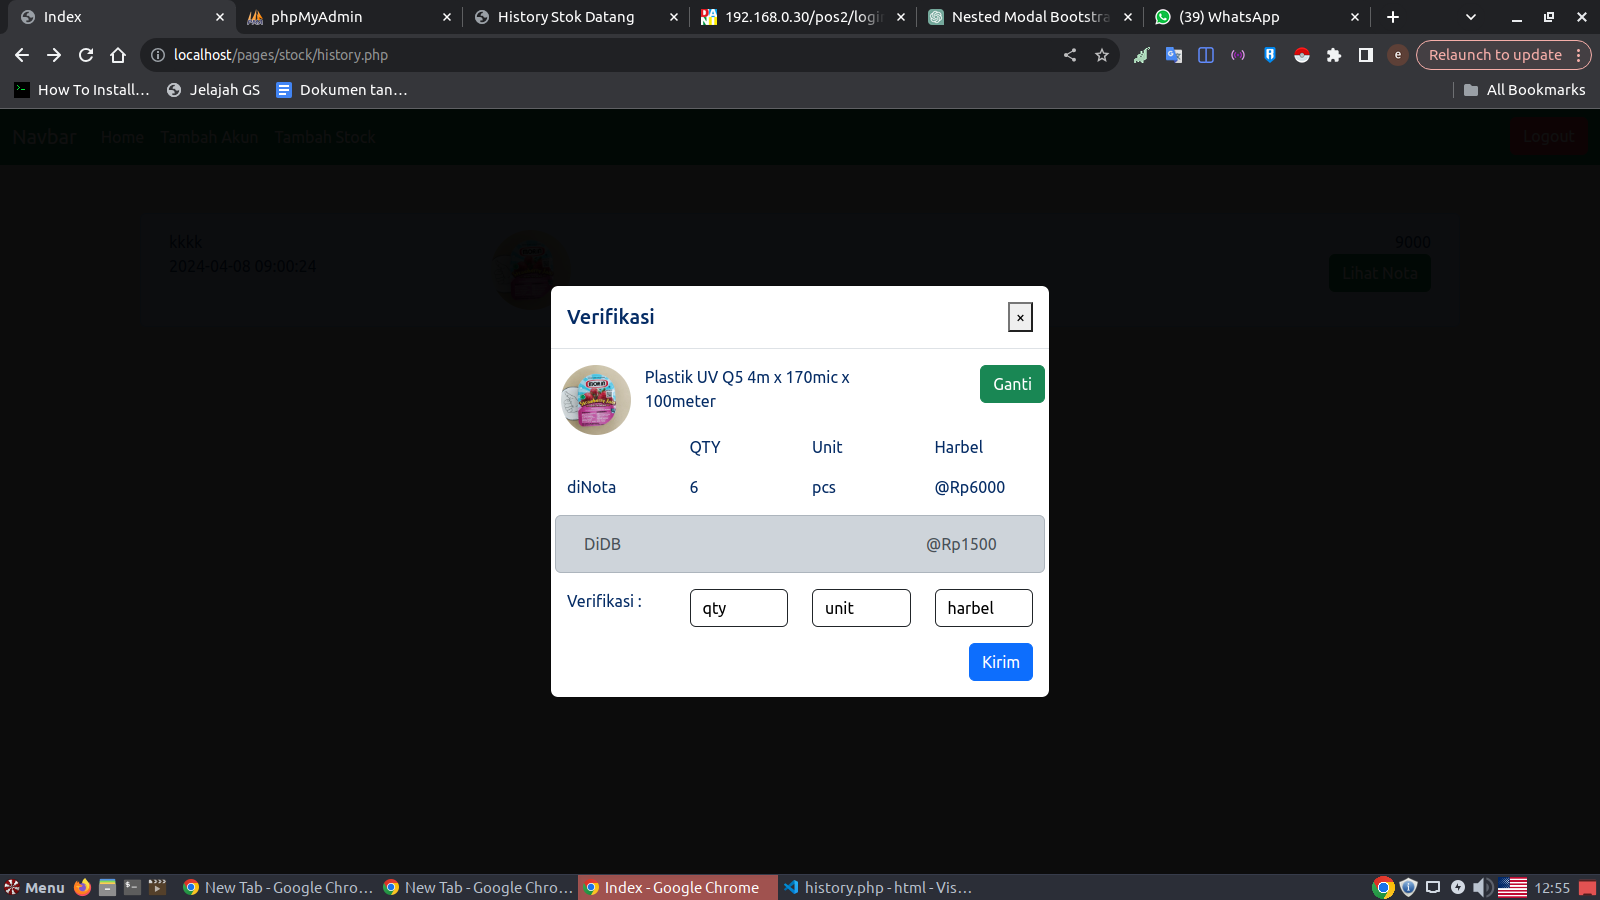 Index
phpMyAdmin
History Stok Datang
192.168.0.30/pos2/logi
Nested Modal Bootstra
(39) WhatsApp
localhost/pages/stock/history.php
e
Relaunch to update
How To Install…
Jelajah GS
Dokumen tan…
All Bookmarks
Navbar
Home
Tambah Akun
Tambah Stock
Logout
kkkk
9000
2024-04-08 09:00:24
Lihat Nota
Verifikasi
×
Plastik UV Q5 4m x 170mic x
100meter
Ganti
QTY Unit Harbel
diNota 6 pcs @Rp6000
DiDB @Rp1500
Verifikasi : qty unit harbel
Kirim
Menu
New Tab - Google Chro…
New Tab - Google Chro…
Index - Google Chrome
history.php - html - Vis…
12:55